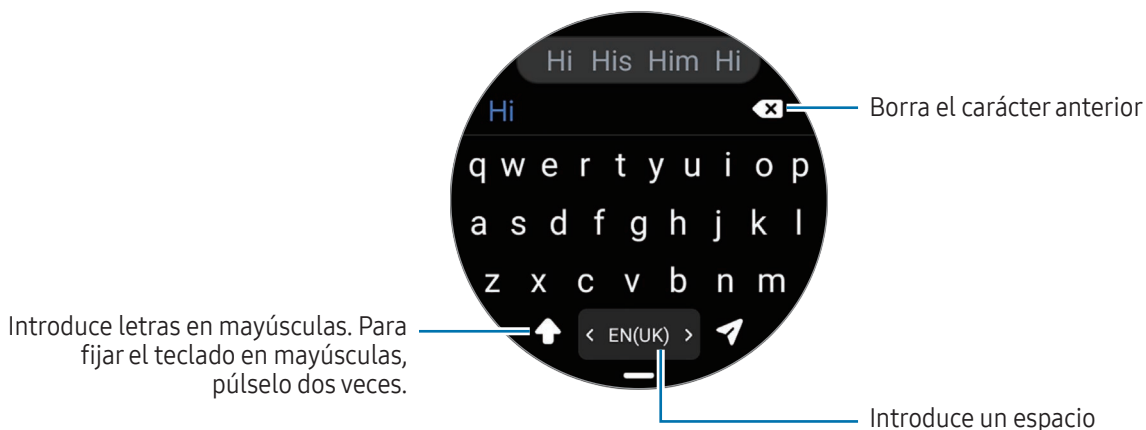 Hi His Him Hi
Hi
Borra el carácter anterior
q w e r t y u i o p
a s d f g h j k l
z x c v b n m
Introduce letras en mayúsculas. Para
fijar el teclado en mayúsculas,
púlselo dos veces.
< EN(UK) >
Introduce un espacio